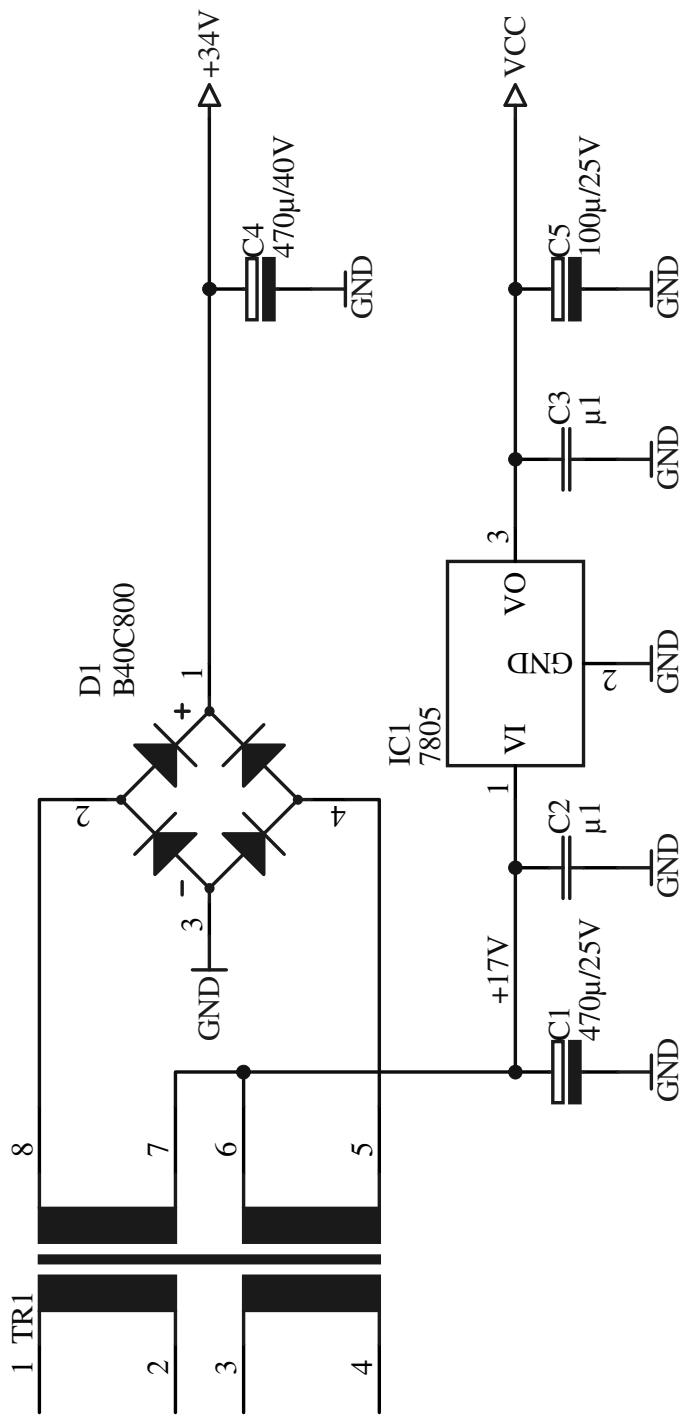 +34V
C4
470µ/40V
GND
D1
B40C800
1
+
2
4
-
3
GND
TR1
1
2
3
4
8
7
6
5
VCC
C5
100µ/25V
GND
C3
µ1
GND
3
VO
GND
VI
IC1
7805
2
GND
1
C2
µ1
GND
+17V
C1
470µ/25V
GND